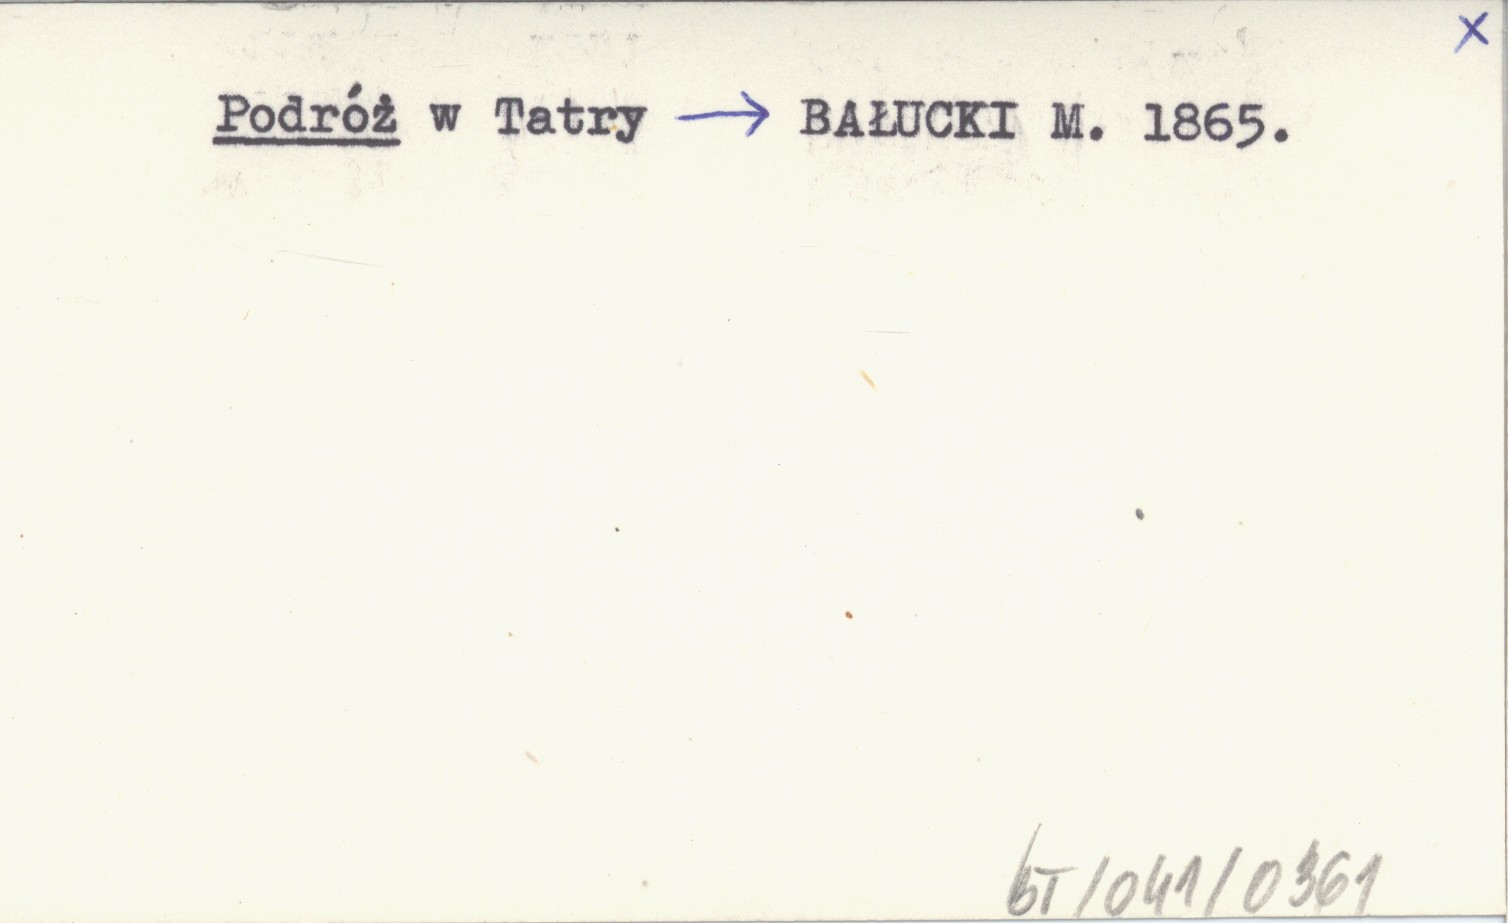 x
Podróż w Tatry → BAŁUCKI M. 1865.
bT/041/0361